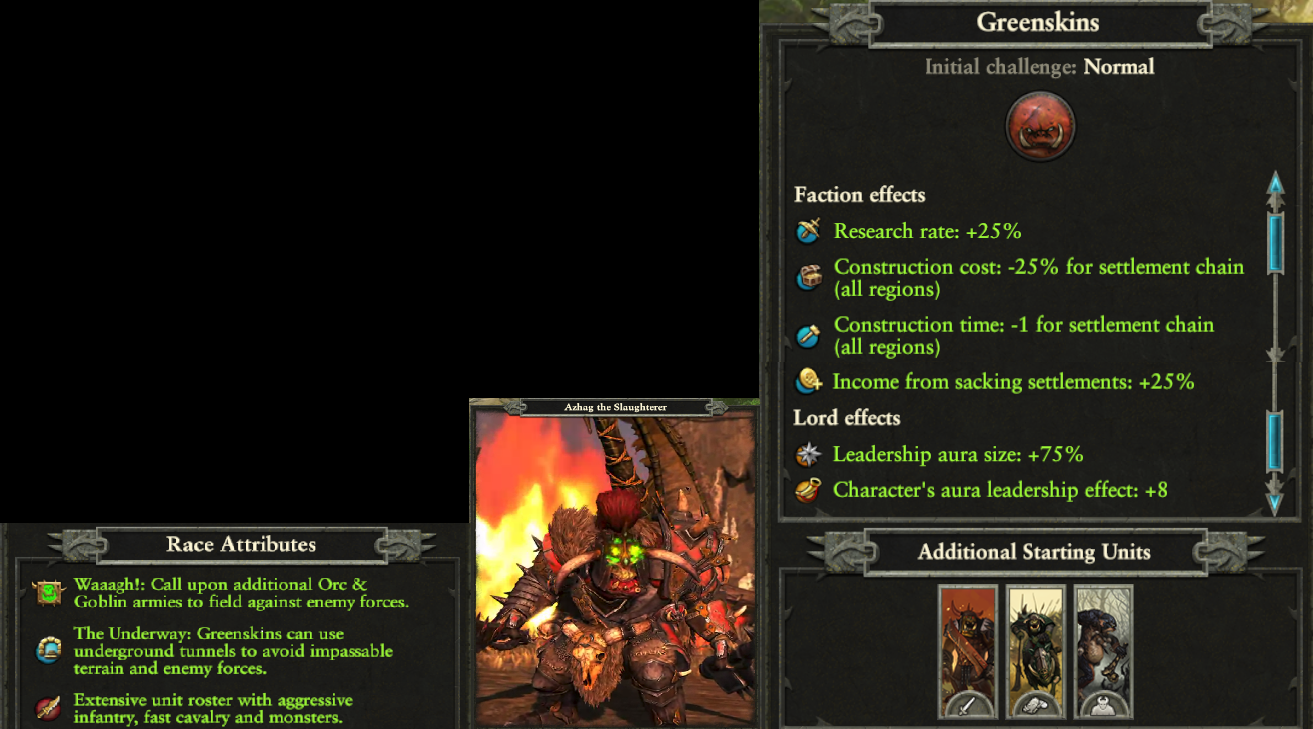 Greenskins
Initial challenge: Normal
Faction effects
Research rate: +25%
Construction cost: -25% for settlement chain
(all regions)
Construction time: -1 for settlement chain
(all regions)
Income from sacking settlements: +25%
Lord effects
Leadership aura size: +75%
Character's aura leadership effect: +8
Azhag the Slaughterer
Race Attributes
Waaagh!: Call upon additional Orc &
Goblin armies to field against enemy forces.
The Underway: Greenskins can use
underground tunnels to avoid impassable
terrain and enemy forces.
Extensive unit roster with aggressive
infantry, fast cavalry and monsters.
Additional Starting Units